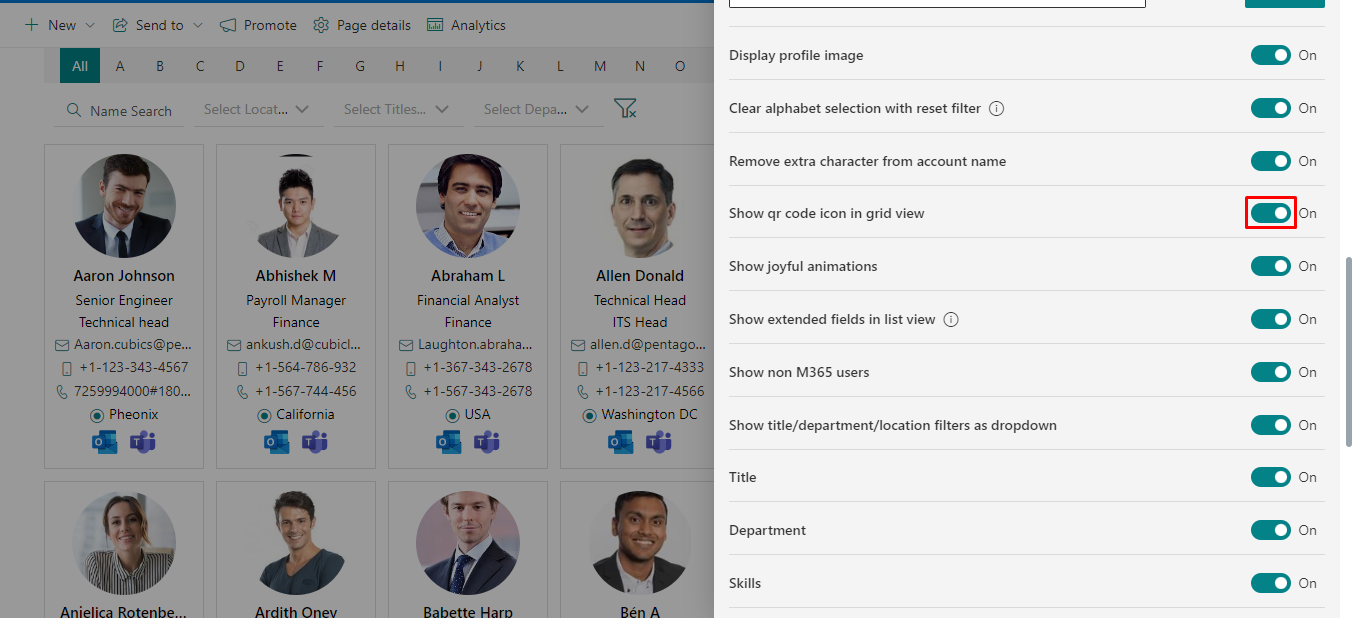 New Send to Promote Page details Analytics
All A B C D E F G H I J K L M N O
Name Search Select Locat... Select Titles... Select Depa...
Aaron Johnson
Senior Engineer
Technical head
Aaron.cubics@pe...
+1-123-343-4567
7259994000#180...
Pheonix
Abhishek M
Payroll Manager
Finance
ankush.d@cubicl...
+1-564-786-932
+1-567-744-456
California
Abraham L
Financial Analyst
Finance
Laughton.abraha...
+1-367-343-2678
+1-567-343-2678
USA
Allen Donald
Technical Head
ITS Head
allen.d@pentago...
+1-123-217-4333
+1-123-217-4566
Washington DC
Anjelica Rotenbe...
Ardith Oney
Babette Harp
Bén A
Display profile image On
Clear alphabet selection with reset filter On
Remove extra character from account name On
Show qr code icon in grid view On
Show joyful animations On
Show extended fields in list view On
Show non M365 users On
Show title/department/location filters as dropdown On
Title On
Department On
Skills On